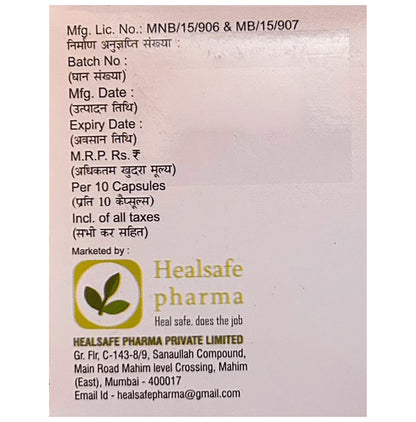 Mfg. Lic. No.: MNB/15/906 & MB/15/907
निर्माण अनुज्ञप्ति संख्या :
Batch No :
(घान संख्या)
Mfg. Date :
(उत्पादन तिथि)
Expiry Date :
(अवसान तिथि)
M.R.P. Rs. ₹
(अधिकतम खुदरा मूल्य)
Per 10 Capsules
(प्रति 10 कैप्सूल्स)
Incl. of all taxes
(सभी कर सहित)
Marketed by :
Healsafe
pharma
Heal safe, does the job
HEALSAFE PHARMA PRIVATE LIMITED
Gr. Flr, C-143-8/9, Sanaullah Compound,
Main Road Mahim level Crossing, Mahim
(East), Mumbai - 400017
Email Id - healsafepharma@gmail.com